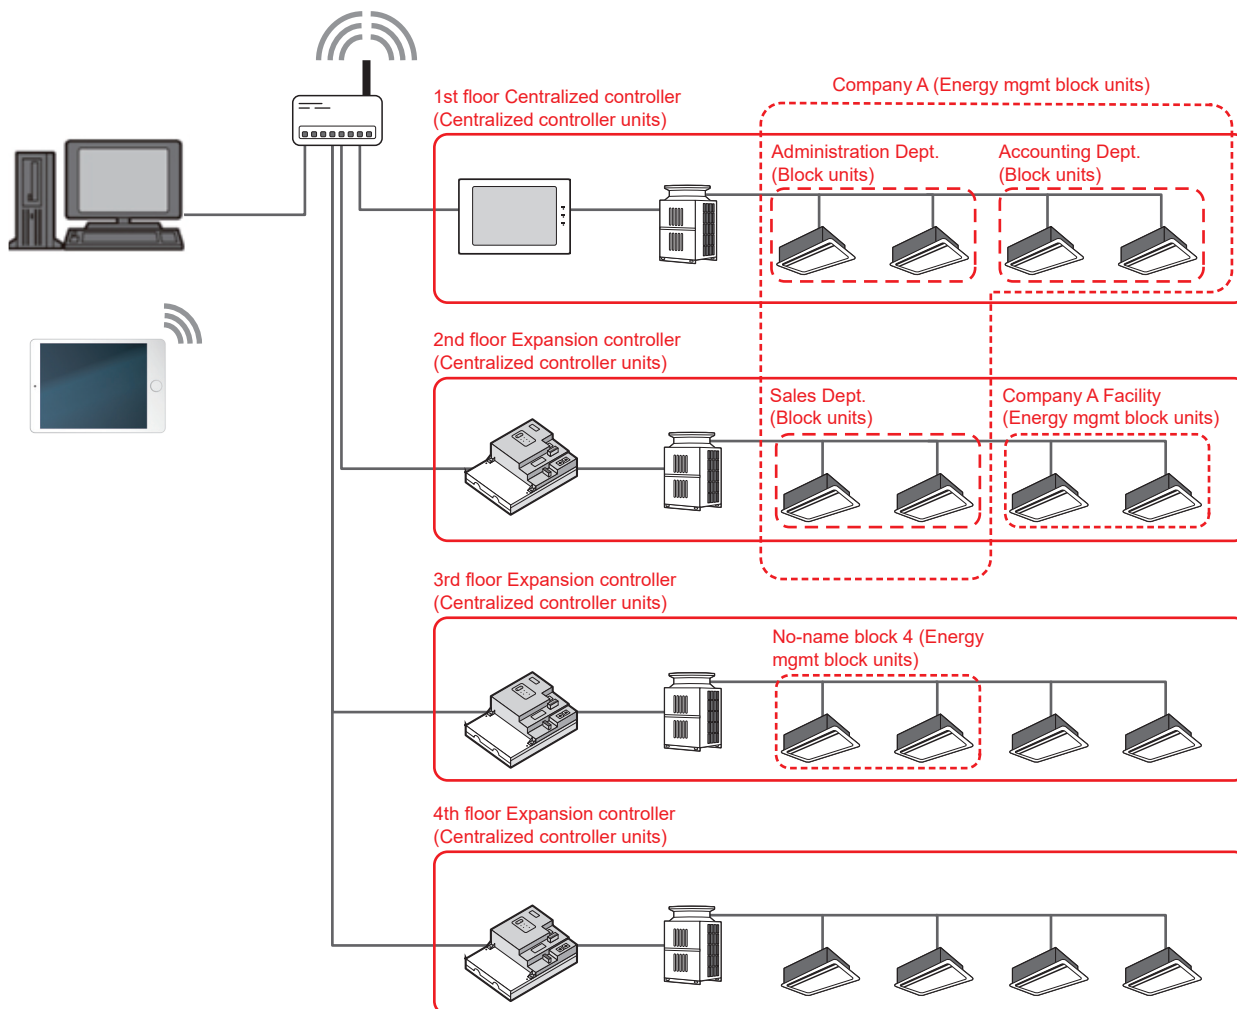 Company A (Energy mgmt block units)
1st floor Centralized controller
(Centralized controller units)
Administration Dept.
(Block units)
Accounting Dept.
(Block units)
2nd floor Expansion controller
(Centralized controller units)
Sales Dept.
(Block units)
Company A Facility
(Energy mgmt block units)
3rd floor Expansion controller
(Centralized controller units)
No-name block 4 (Energy
mgmt block units)
4th floor Expansion controller
(Centralized controller units)